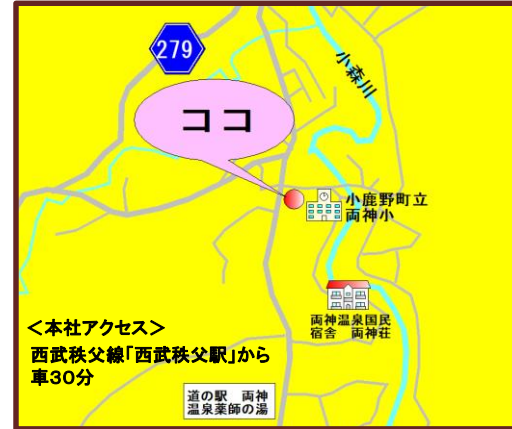 279
小森川
ココ
小鹿野町立
両神小
両神温泉国民
宿舎 両神荘
＜本社アクセス＞
西武秩父線｢西武秩父駅｣から
車３０分
道の駅 両神
温泉薬師の湯